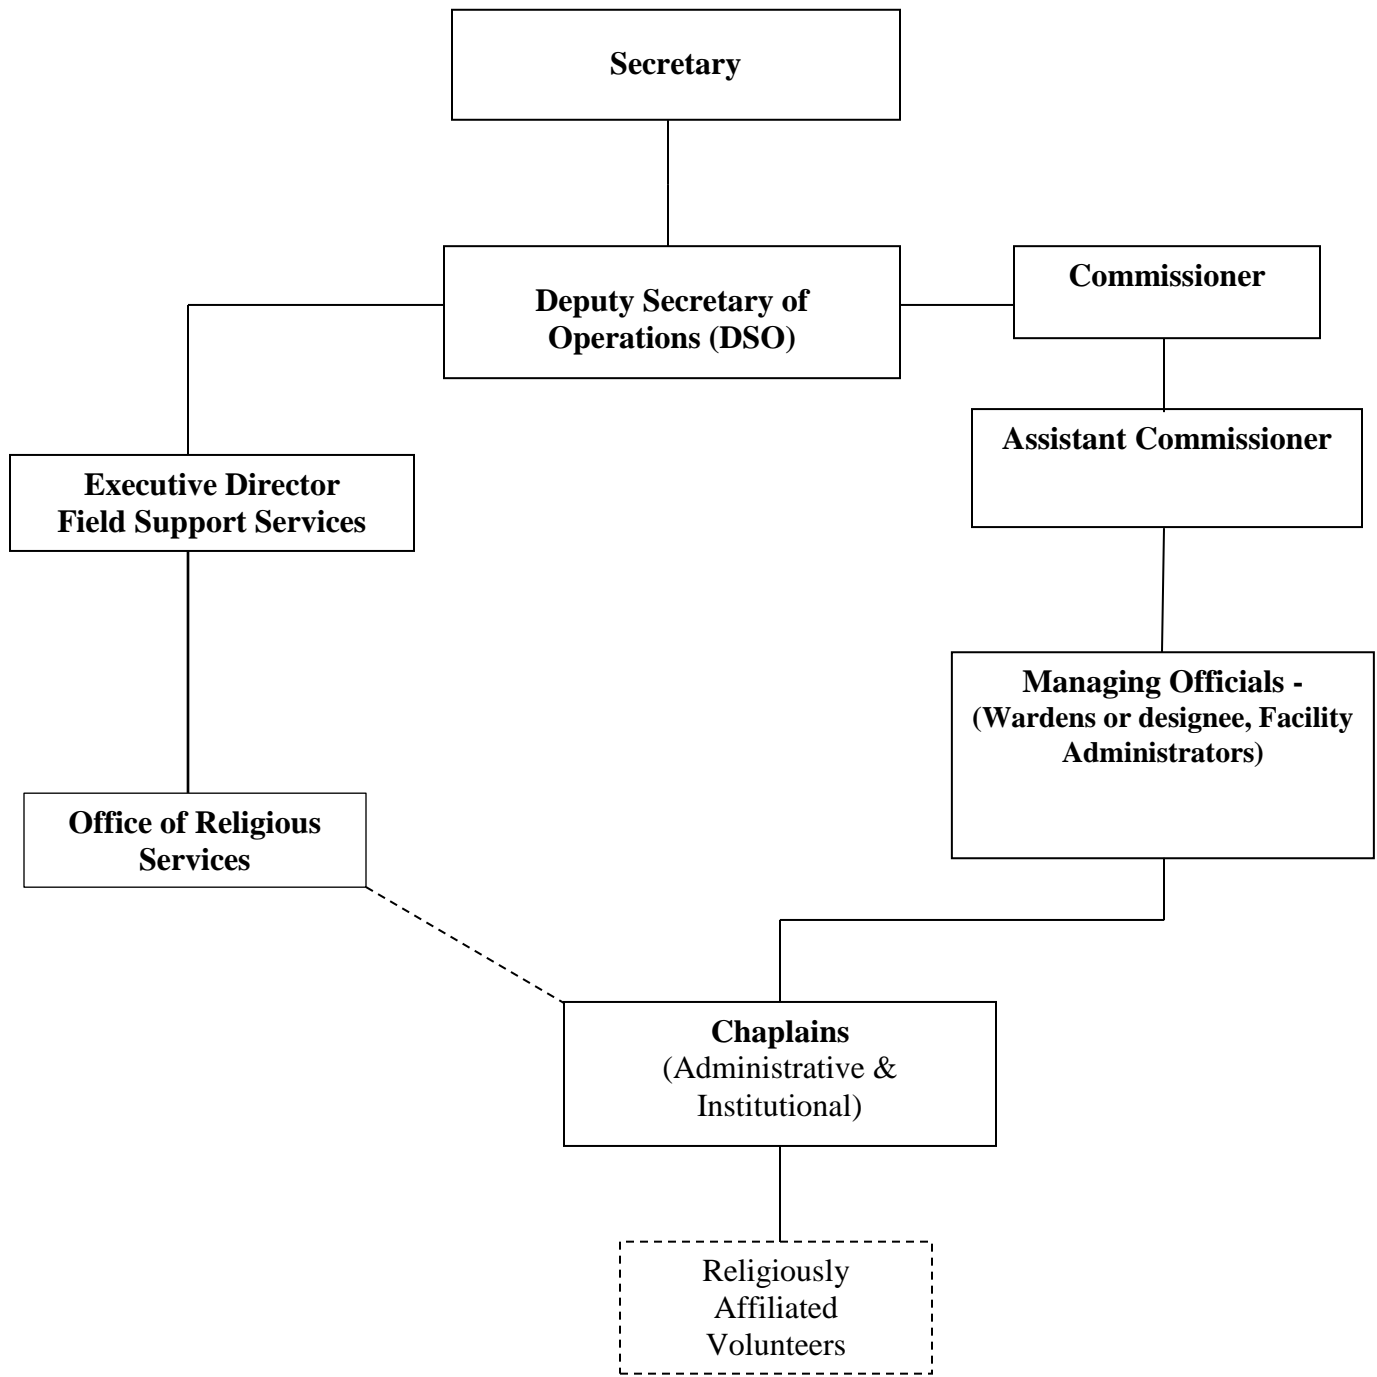 Secretary
Deputy Secretary of
Operations (DSO)
Commissioner
Assistant Commissioner
Executive Director
Field Support Services
Managing Officials -
(Wardens or designee, Facility
Administrators)
Office of Religious
Services
Chaplains
(Administrative &
Institutional)
Religiously
Affiliated
Volunteers